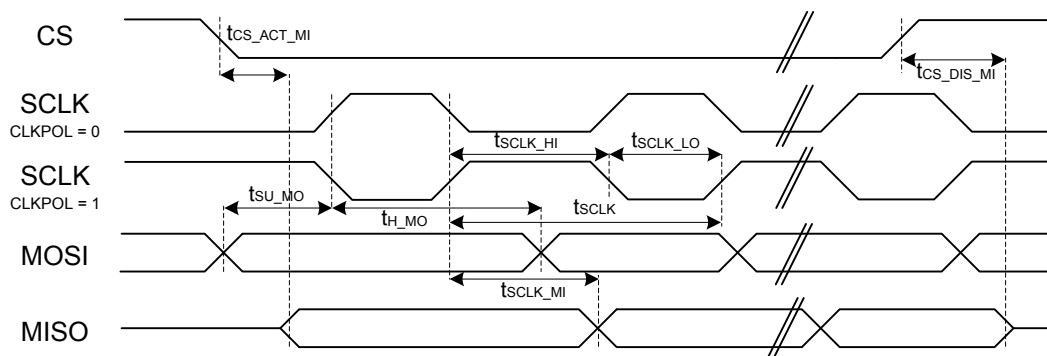 CS
tCS_ACT_MI
tCS_DIS_MI
SCLK
CLKPOL = 0
tSCLK_HI
tSCLK_LO
SCLK
CLKPOL = 1
tSU_MO
tH_MO
tSCLK
MOSI
tSCLK_MI
MISO